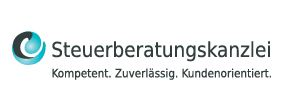 Steuerberatungskanzlei
Kompetent. Zuverlässig. Kundenorientiert.